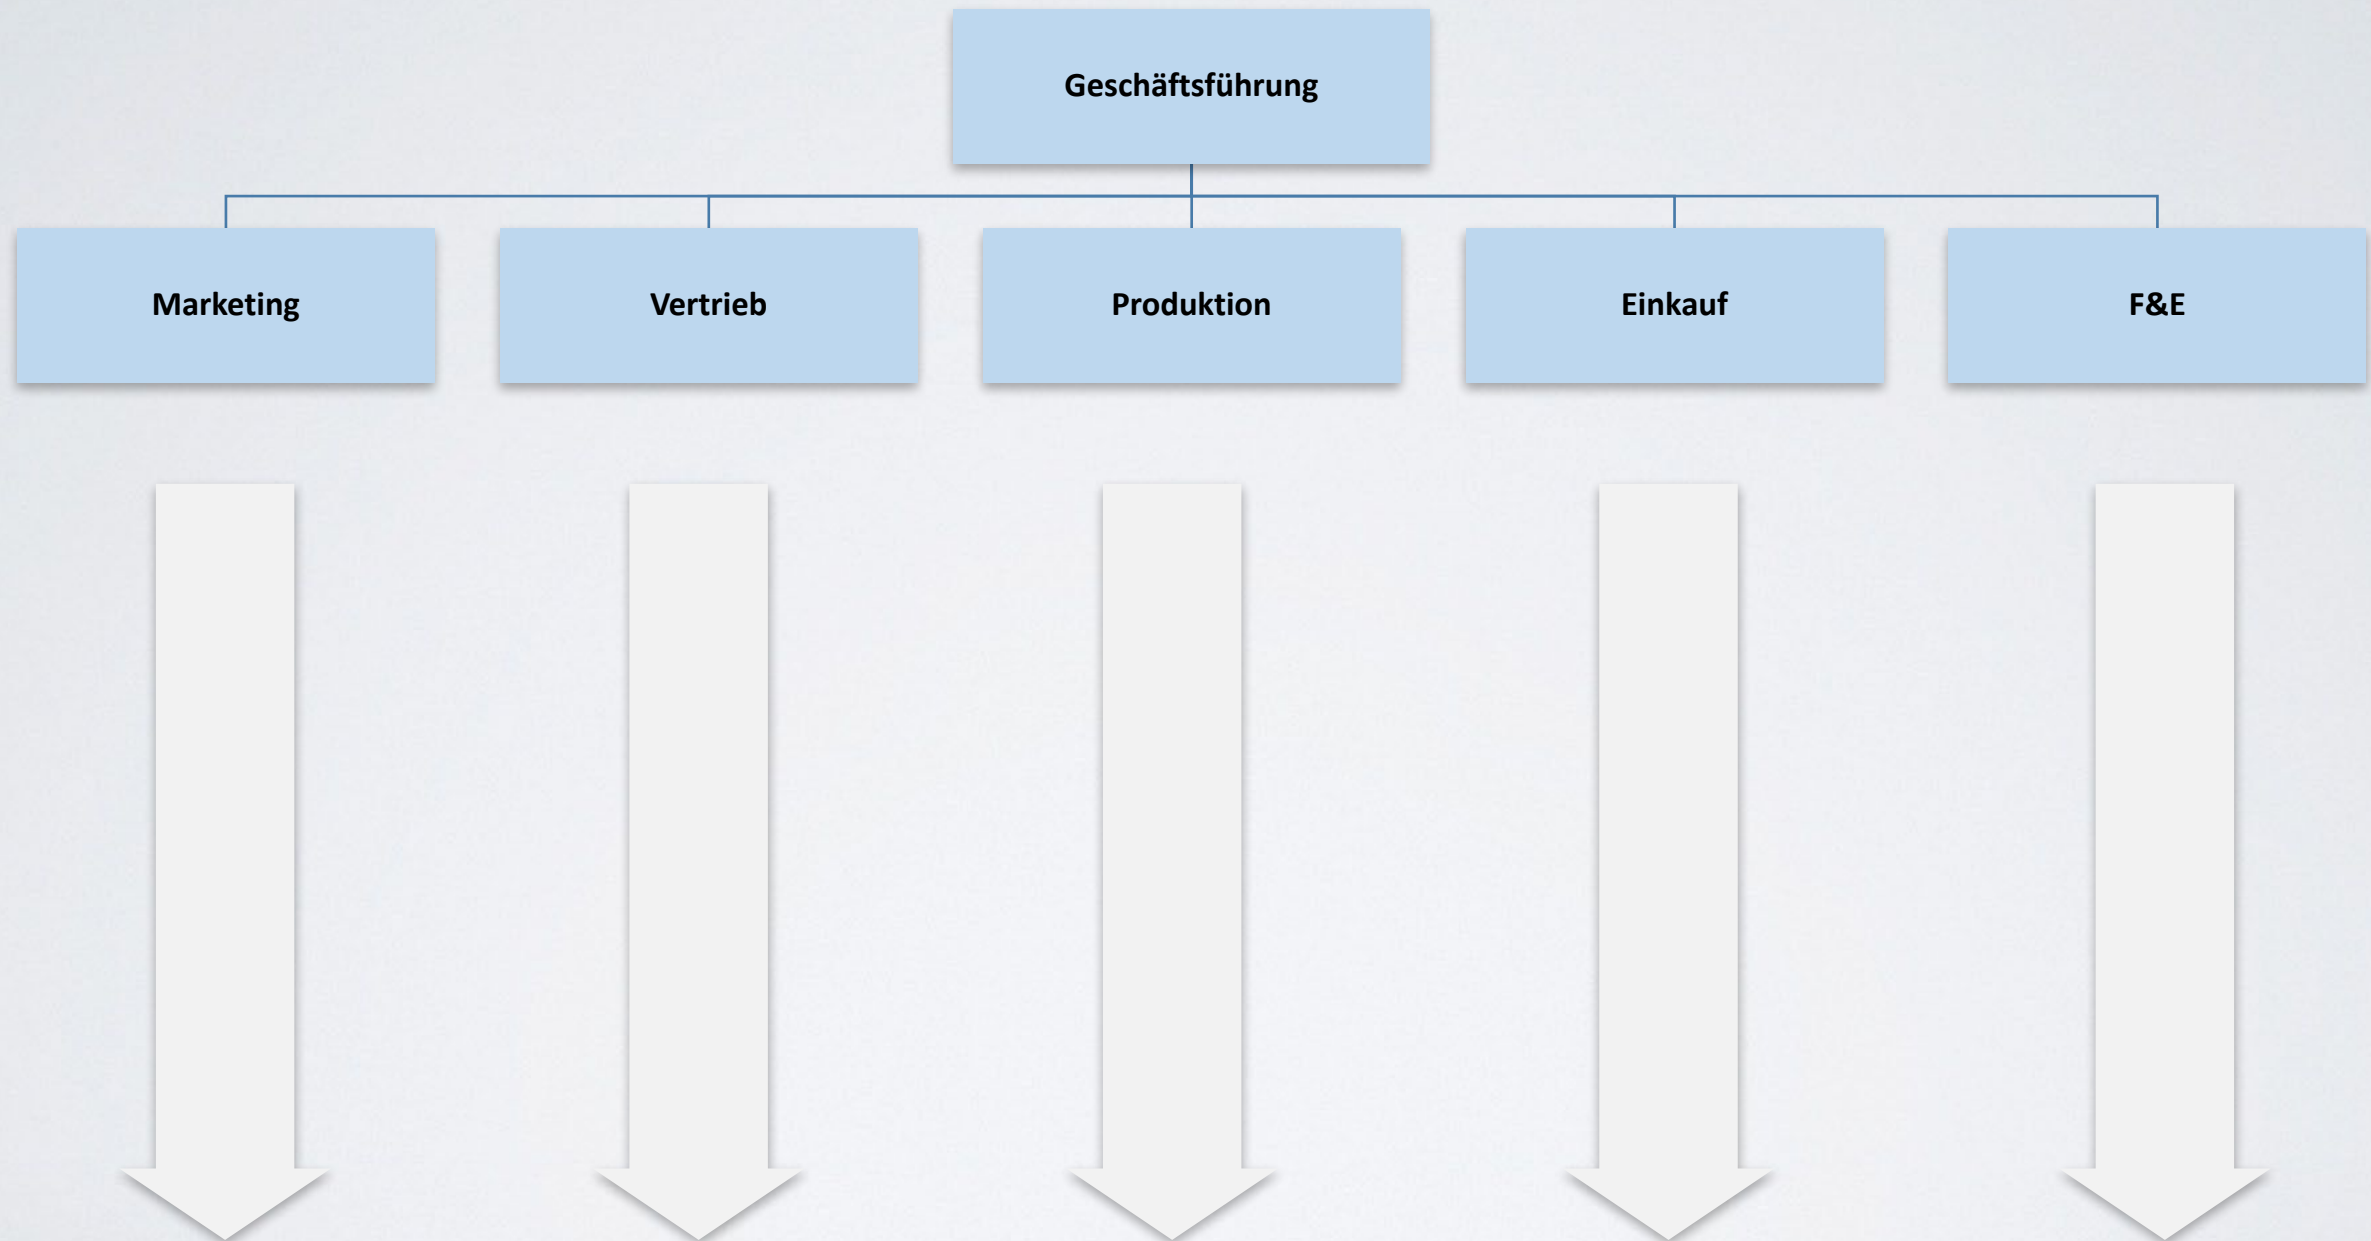 Geschäftsführung
Marketing
Vertrieb
Produktion
Einkauf
F&E